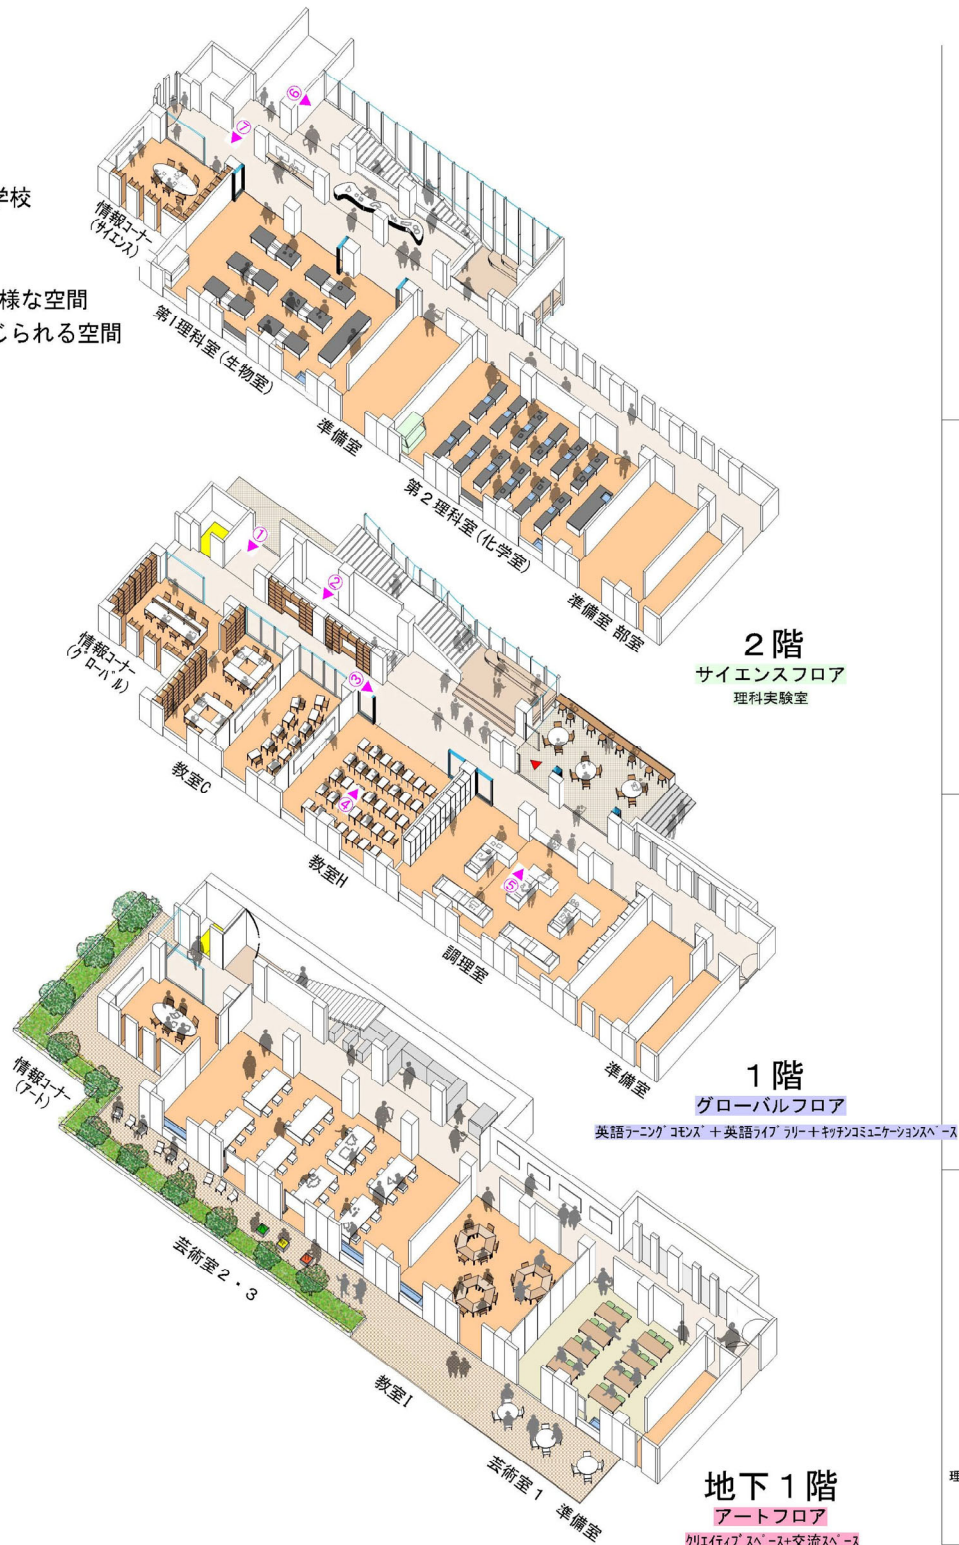 学校
様な空間
じられる空間
⑥
⑦
情報コーナー
(サイエンス)
第1理科室(生物室)
準備室
第2理科室(化学室)
準備室 部室
2階
サイエンスフロア
理科実験室
①
②
③
④
⑤
情報コーナー
(グローバル)
教室C
教室H
調理室
準備室
1階
グローバルフロア
英語ラーニングコモンズ+英語ライブラリー+キッチンコミュニケーションスペース
情報コーナー
(アート)
芸術室2・3
教室I
芸術室1
準備室
地下1階
アートフロア
クリエイティブスペース+交流スペース
理